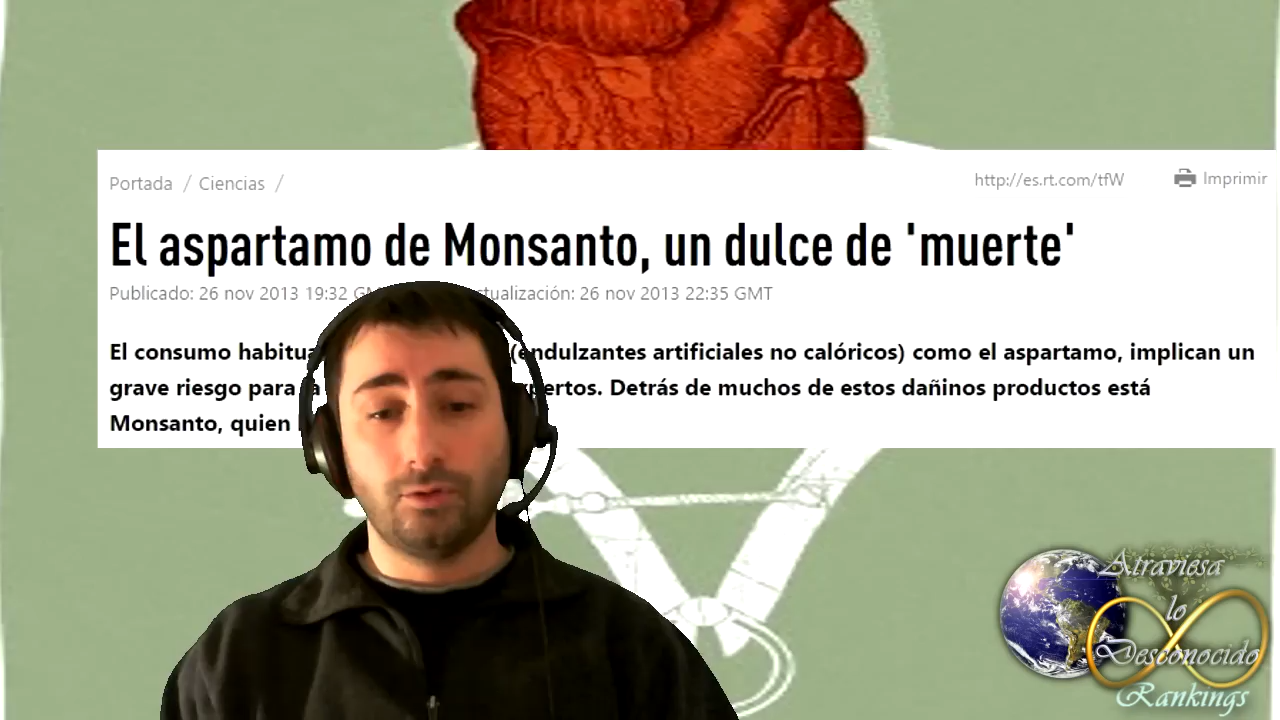 Portada / Ciencias /
http://es.rt.com/tfW
Imprimir
El aspartamo de Monsanto, un dulce de 'muerte'
Publicado: 26 nov 2013 19:32 ctualización: 26 nov 2013 22:35 GMT
El consumo (endulzantes artificiales no calóricos) como el aspartamo, implican un
grave riesgo para Detrás de muchos de estos dañinos productos está
Monsanto, quien
Atraviesa
lo
Desconocido
Rankings